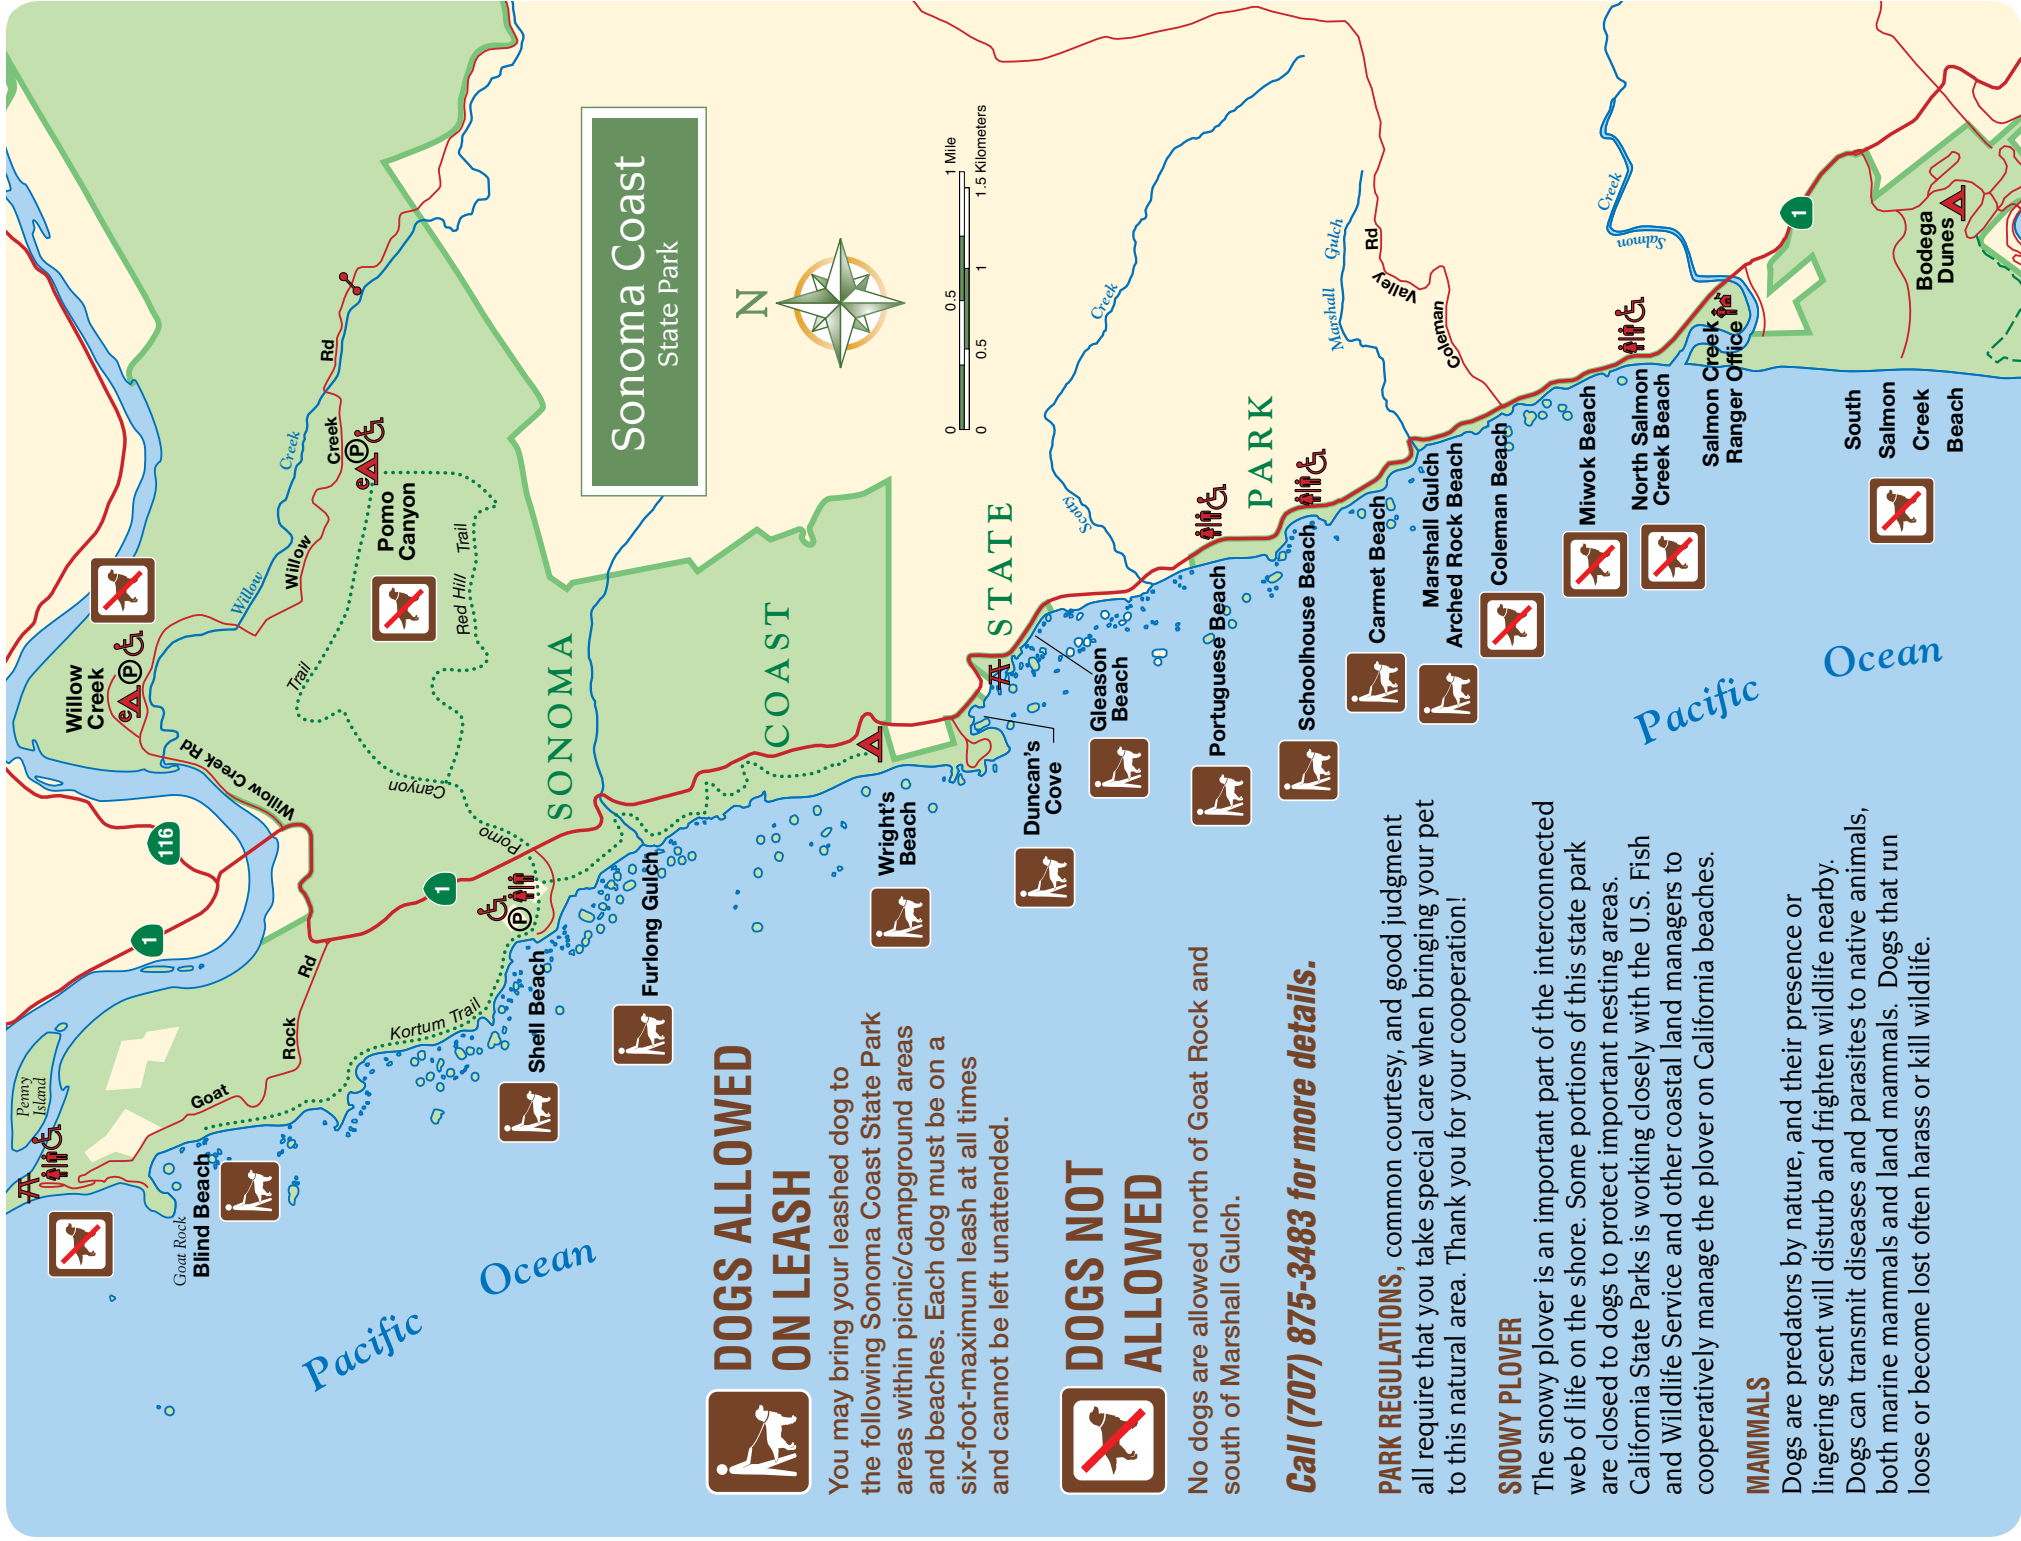 Sonoma Coast
State Park
N
0 0.5 1 Mile
0 0.5 1 1.5 Kilometers
DOGS ALLOWED
ON LEASH
You may bring your leashed dog to
the following Sonoma Coast State Park
areas within picnic/campground areas
and beaches. Each dog must be on a
six-foot-maximum leash at all times
and cannot be left unattended.
DOGS NOT
ALLOWED
No dogs are allowed north of Goat Rock and
south of Marshall Gulch.
Call (707) 875-3483 for more details.
PARK REGULATIONS, common courtesy, and good judgment
all require that you take special care when bringing your pet
to this natural area. Thank you for your cooperation!
SNOWY PLOVER
The snowy plover is an important part of the interconnected
web of life on the shore. Some portions of this state park
are closed to dogs to protect important nesting areas.
California State Parks is working closely with the U.S. Fish
and Wildlife Service and other coastal land managers to
cooperatively manage the plover on California beaches.
MAMMALS
Dogs are predators by nature, and their presence or
lingering scent will disturb and frighten wildlife nearby.
Dogs can transmit diseases and parasites to native animals,
both marine mammals and land mammals. Dogs that run
loose or become lost often harass or kill wildlife.
Penny
Island
Goat Rock
Blind Beach
Goat
Rock
Rd
Kortum Trail
Shell Beach
Furlong Gulch
Wright's
Beach
Duncan's
Cove
Gleason
Beach
Portuguese Beach
Schoolhouse Beach
Carmet Beach
Marshall Gulch
Arched Rock Beach
Coleman Beach
Miwok Beach
North Salmon
Creek Beach
Salmon Creek
Ranger Office
South
Salmon
Creek
Beach
Bodega
Dunes
Pacific
Ocean
Pacific
Ocean
1
116
1
1
P
Willow Creek Rd
Willow
Creek
e
P
Willow
Creek
Willow
Creek
Rd
e
P
Pomo
Canyon
Pomo
Canyon
Trail
Red Hill Trail
SONOMA
COAST
STATE
PARK
Scotty
Creek
Marshall Gulch
Coleman
Valley
Rd
Salmon
Creek